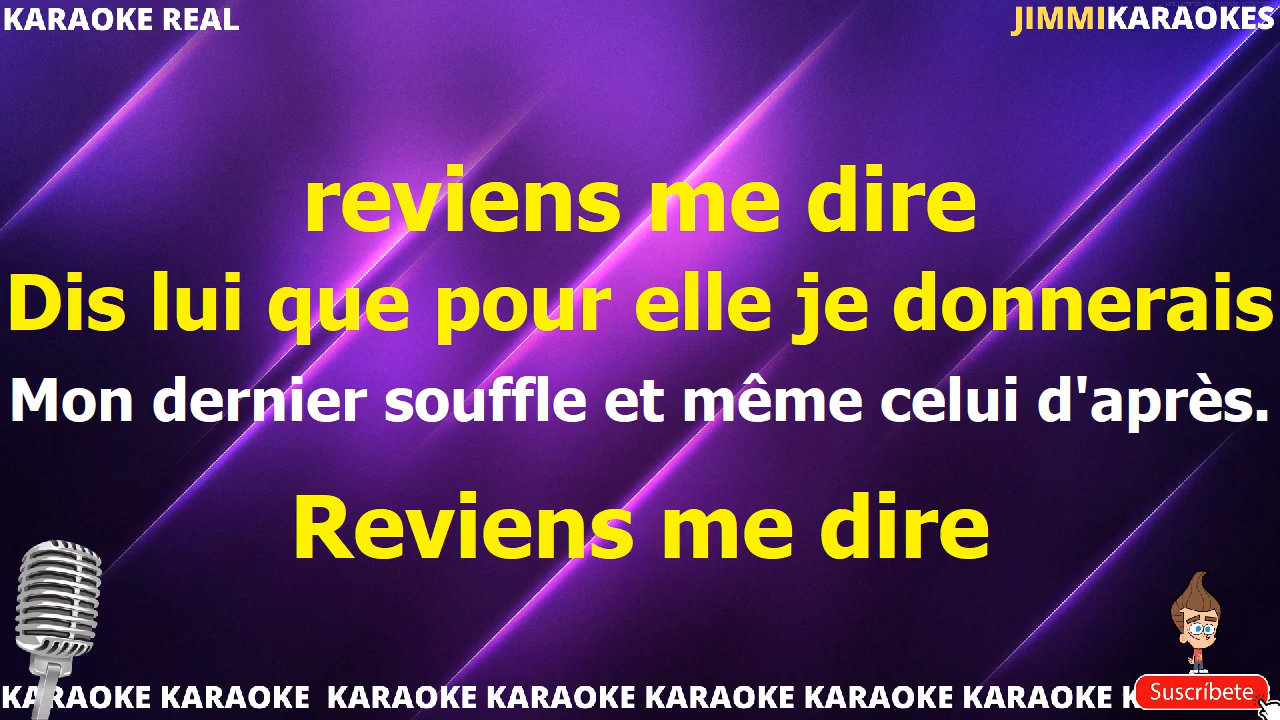 KARAOKE REAL
JIMMIKARAOKES
reviens me dire
Dis lui que pour elle je donnerais
Mon dernier souffle et même celui d'après.
Reviens me dire
KARAOKE KARAOKE KARAOKE KARAOKE KARAOKE KARAOKE KARAOKE
Suscríbete